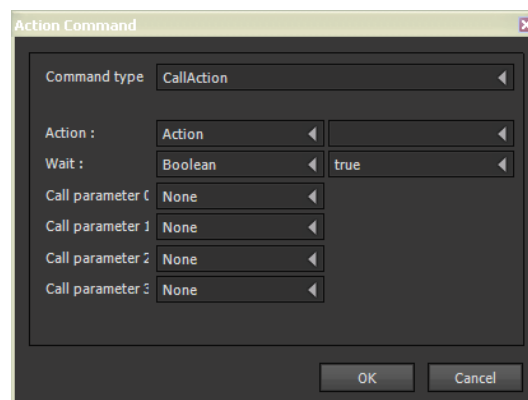 Action Command
Command type CallAction
Action : Action
Wait : Boolean true
Call parameter 0 None
Call parameter 1 None
Call parameter 2 None
Call parameter 3 None
OK Cancel